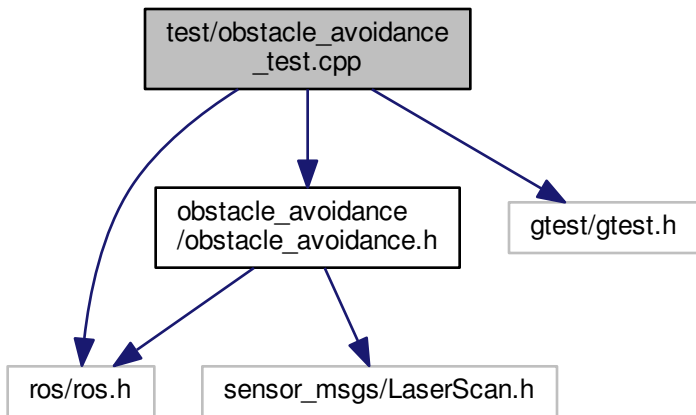 test/obstacle_avoidance
_test.cpp
obstacle_avoidance
/obstacle_avoidance.h
gtest/gtest.h
ros/ros.h
sensor_msgs/LaserScan.h